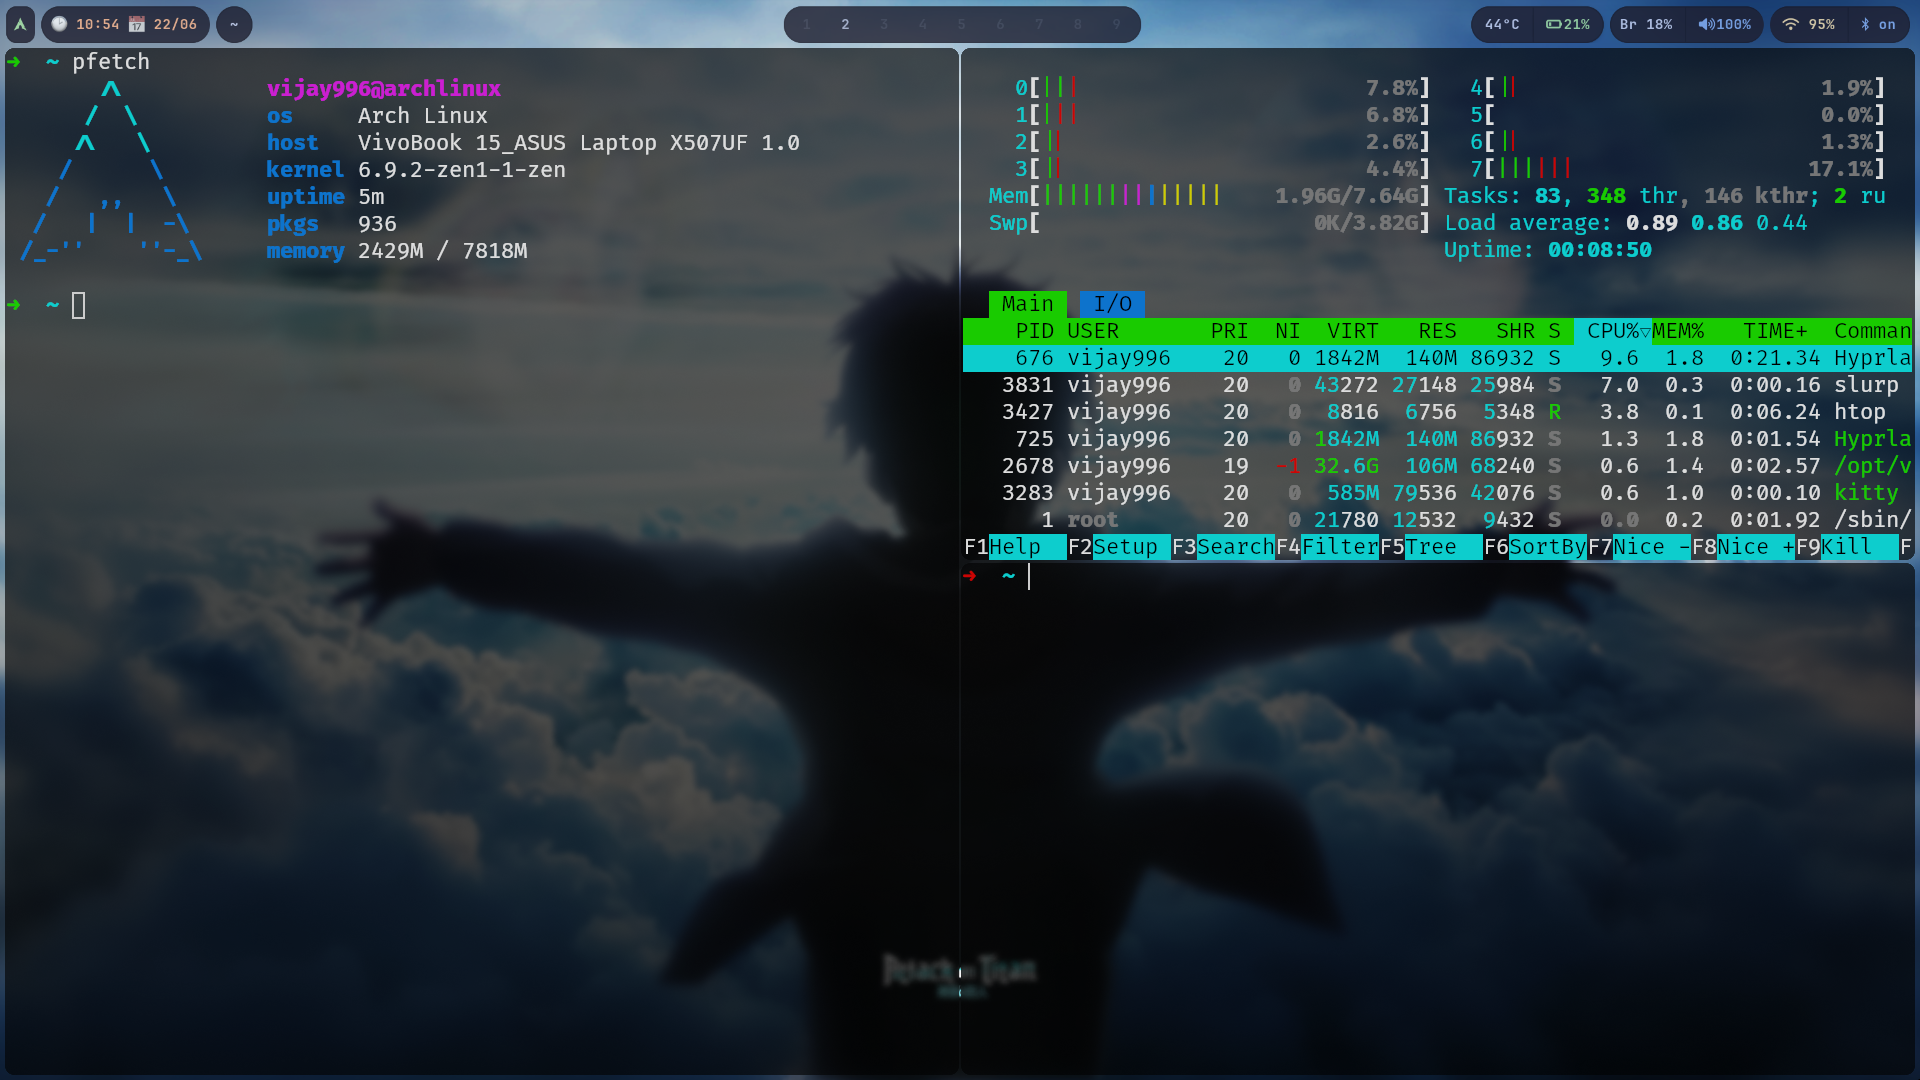 10:54 22/06 ~
1 2 3 4 5 6 7 8 9
44°C 21% Br 18% 100% 95% on
➜ ~ pfetch
vijay996@archlinux
os Arch Linux
host VivoBook 15_ASUS Laptop X507UF 1.0
kernel 6.9.2-zen1-1-zen
uptime 5m
pkgs 936
memory 2429M / 7818M
➜ ~
0[||| 7.8%] 4[|| 1.9%]
1[||| 6.8%] 5[ 0.0%]
2[|| 2.6%] 6[|| 1.3%]
3[|| 4.4%] 7[|||||| 17.1%]
Mem[|||||||||||||||| 1.96G/7.64G] Tasks: 83, 348 thr, 146 kthr; 2 ru
Swp[ 0K/3.82G] Load average: 0.89 0.86 0.44
Uptime: 00:08:50
Main I/O
PID USER PRI NI VIRT RES SHR S CPU%▽MEM% TIME+ Comman
676 vijay996 20 0 1842M 140M 86932 S 9.6 1.8 0:21.34 Hyprla
3831 vijay996 20 0 43272 27148 25984 S 7.0 0.3 0:00.16 slurp
3427 vijay996 20 0 8816 6756 5348 R 3.8 0.1 0:06.24 htop
725 vijay996 20 0 1842M 140M 86932 S 1.3 1.8 0:01.54 Hyprla
2678 vijay996 19 -1 32.6G 106M 68240 S 0.6 1.4 0:02.57 /opt/v
3283 vijay996 20 0 585M 79536 42076 S 0.6 1.0 0:00.10 kitty
1 root 20 0 21780 12532 9432 S 0.0 0.2 0:01.92 /sbin/
F1Help F2Setup F3SearchF4FilterF5Tree F6SortByF7Nice -F8Nice +F9Kill F
➜ ~